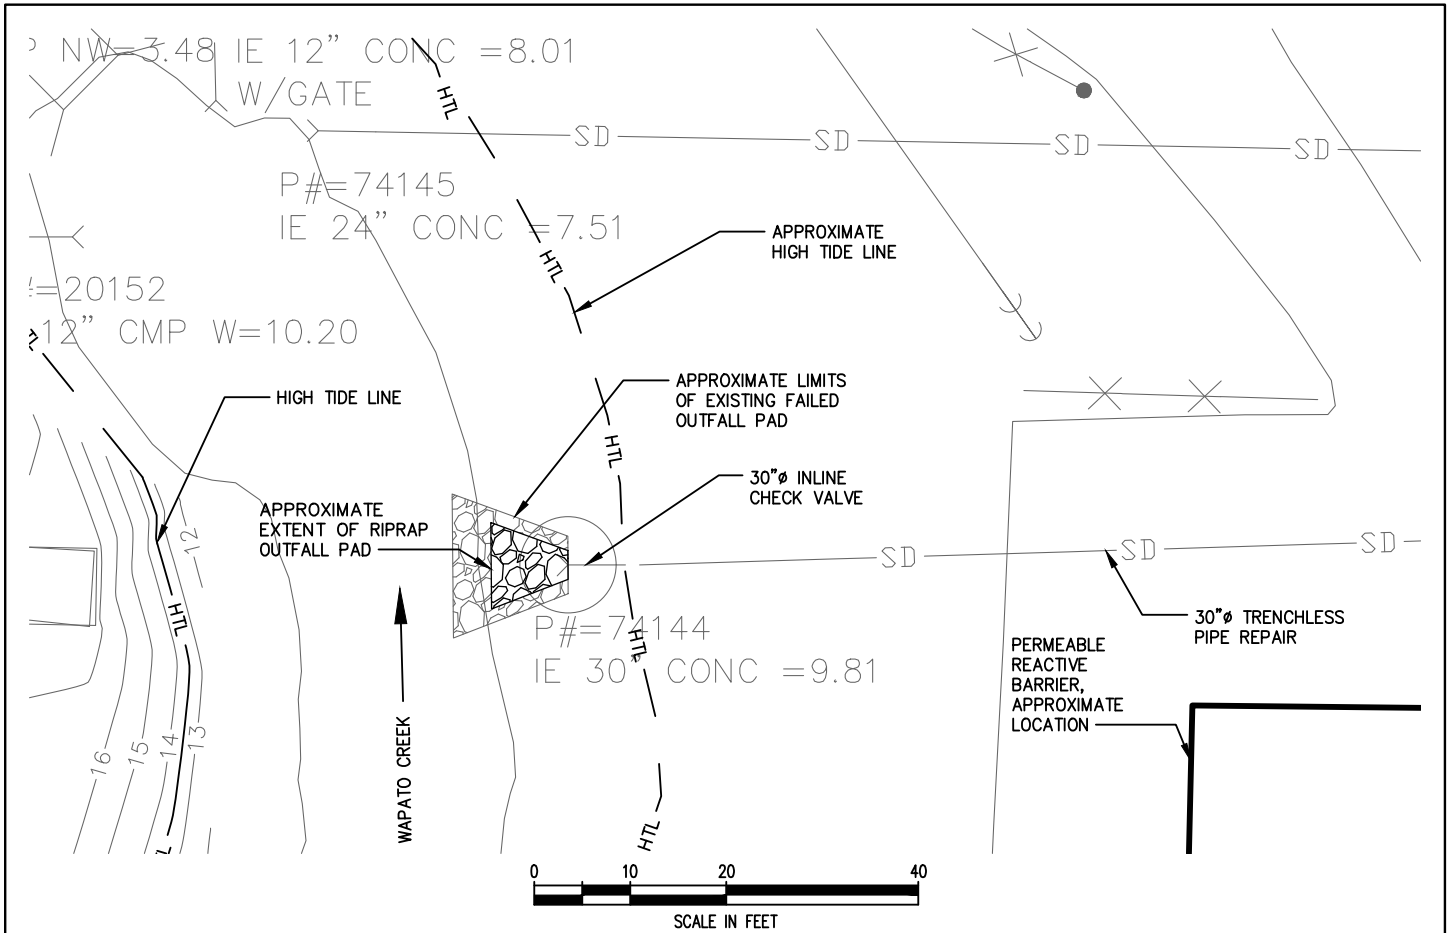 NW=3.48 IE 12" CONC =8.01
W/GATE
HTL
SD
SD
SD
SD
P#=74145
IE 24" CONC =7.51
APPROXIMATE
HIGH TIDE LINE
HTL
#=20152
12" CMP W=10.20
HIGH TIDE LINE
APPROXIMATE LIMITS
OF EXISTING FAILED
OUTFALL PAD
HTL
30"ø INLINE
CHECK VALVE
APPROXIMATE
EXTENT OF RIPRAP
OUTFALL PAD
12
SD
SD
SD
HTL
P#=74144
IE 30" CONC =9.81
HTL
30"ø TRENCHLESS
PIPE REPAIR
PERMEABLE
REACTIVE
BARRIER,
APPROXIMATE
LOCATION
16
15
14
13
WAPATO CREEK
HTL
0 10 20 40
SCALE IN FEET